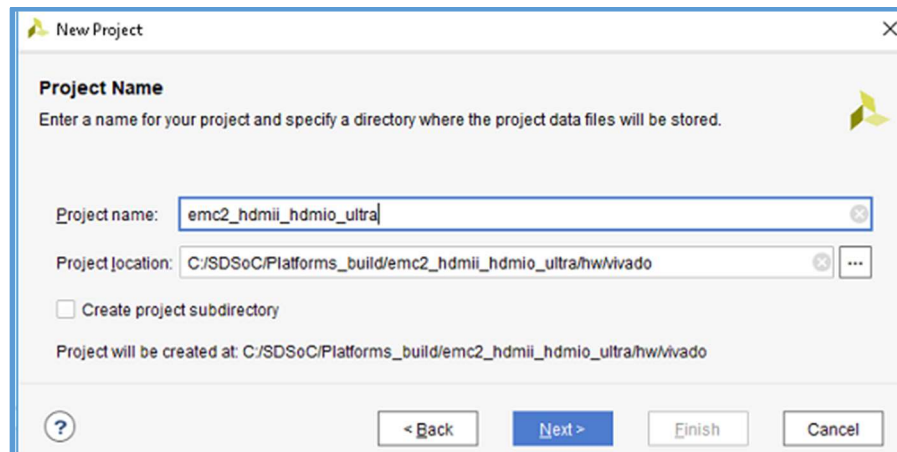 New Project
Project Name
Enter a name for your project and specify a directory where the project data files will be stored.
Project name: emc2_hdmii_hdmio_ultra
Project location: C:/SDSoC/Platforms_build/emc2_hdmii_hdmio_ultra/hw/vivado ...
Create project subdirectory
Project will be created at: C:/SDSoC/Platforms_build/emc2_hdmii_hdmio_ultra/hw/vivado
? < Back Next > Finish Cancel